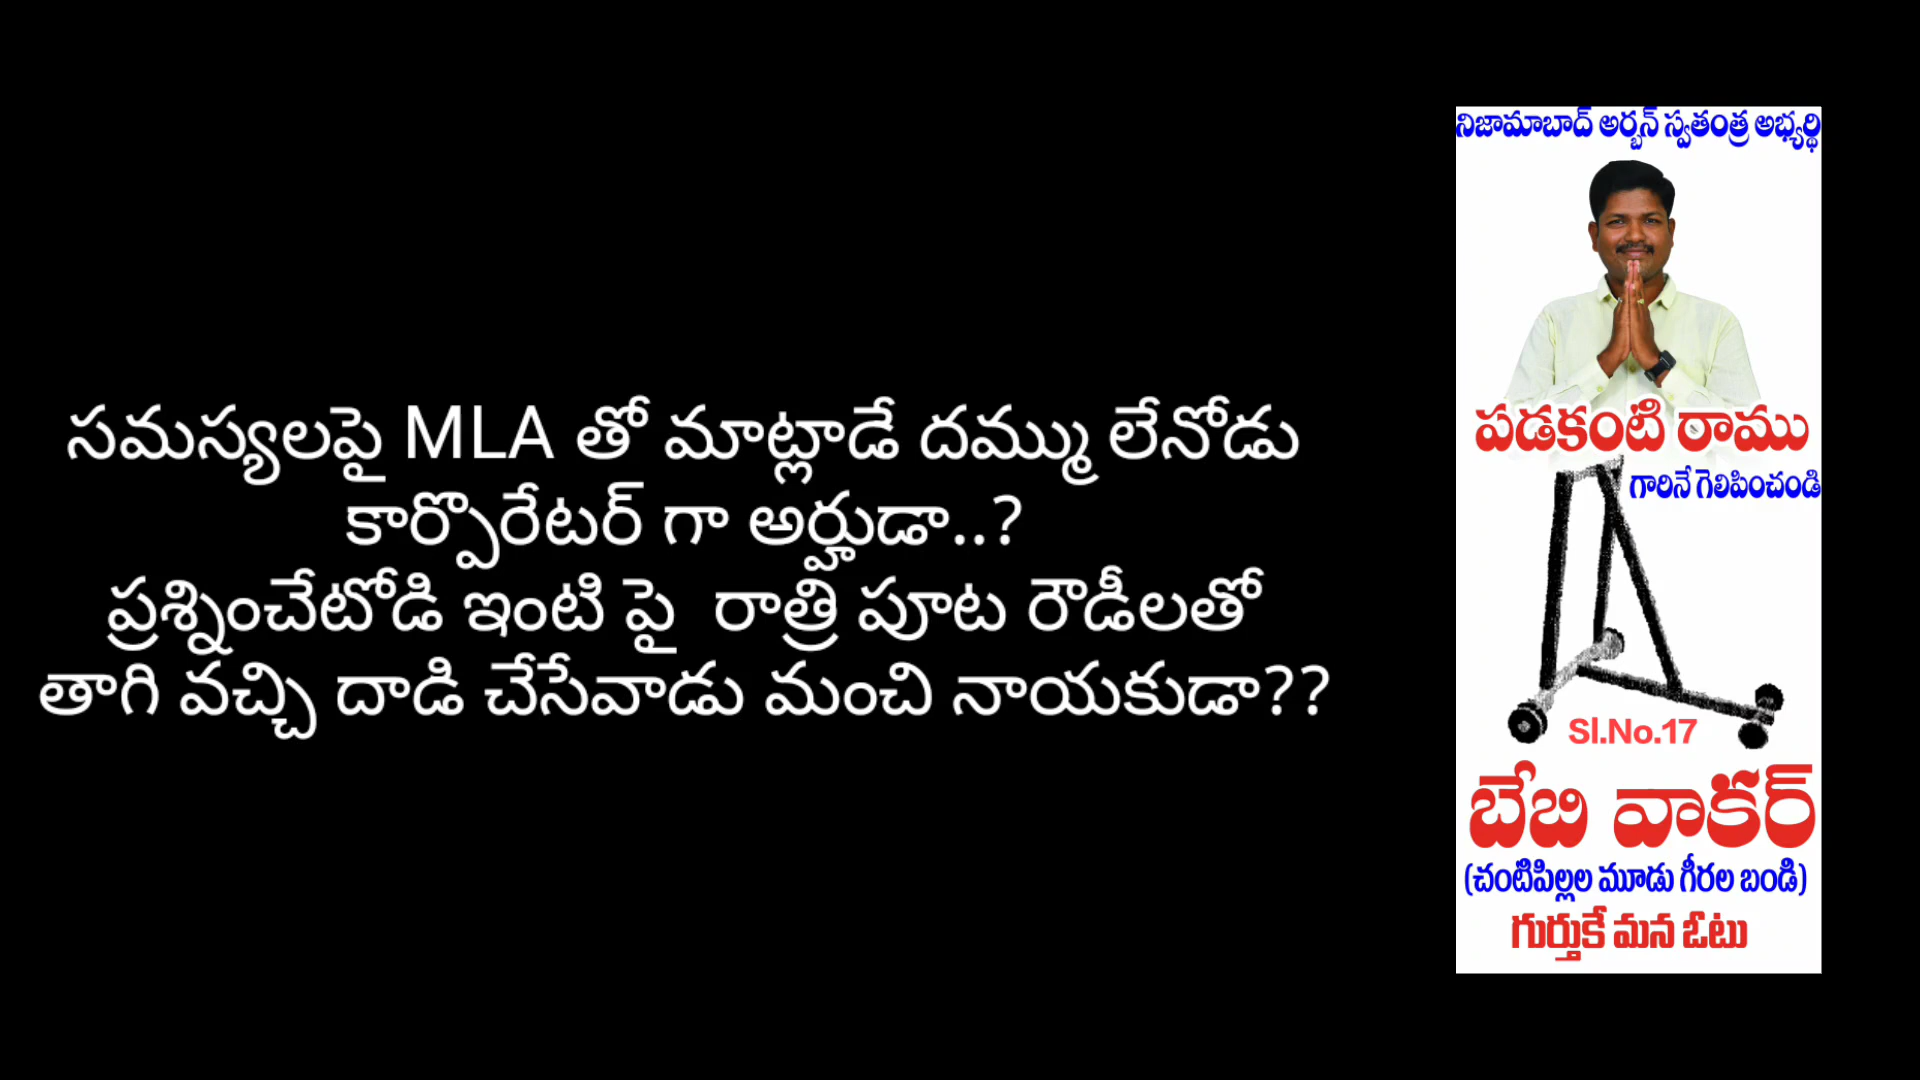 సమస్యలపై MLA తో మాట్లాడే దమ్ము లేనోడు
కార్పొరేటర్ గా అర్హుడా..?
ప్రశ్నించేటోడి ఇంటి పై రాత్రి పూట రౌడీలతో
తాగి వచ్చి దాడి చేసేవాడు మంచి నాయకుడా??
నిజామాబాద్ అర్బన్ స్వతంత్ర అభ్యర్థి
పడకంటి రాము
గారినే గెలిపించండి
Sl.No.17
బేబి వాకర్
(చంటిపిల్లల మూడు గీరల బండి)
గుర్తుకే మన ఓటు